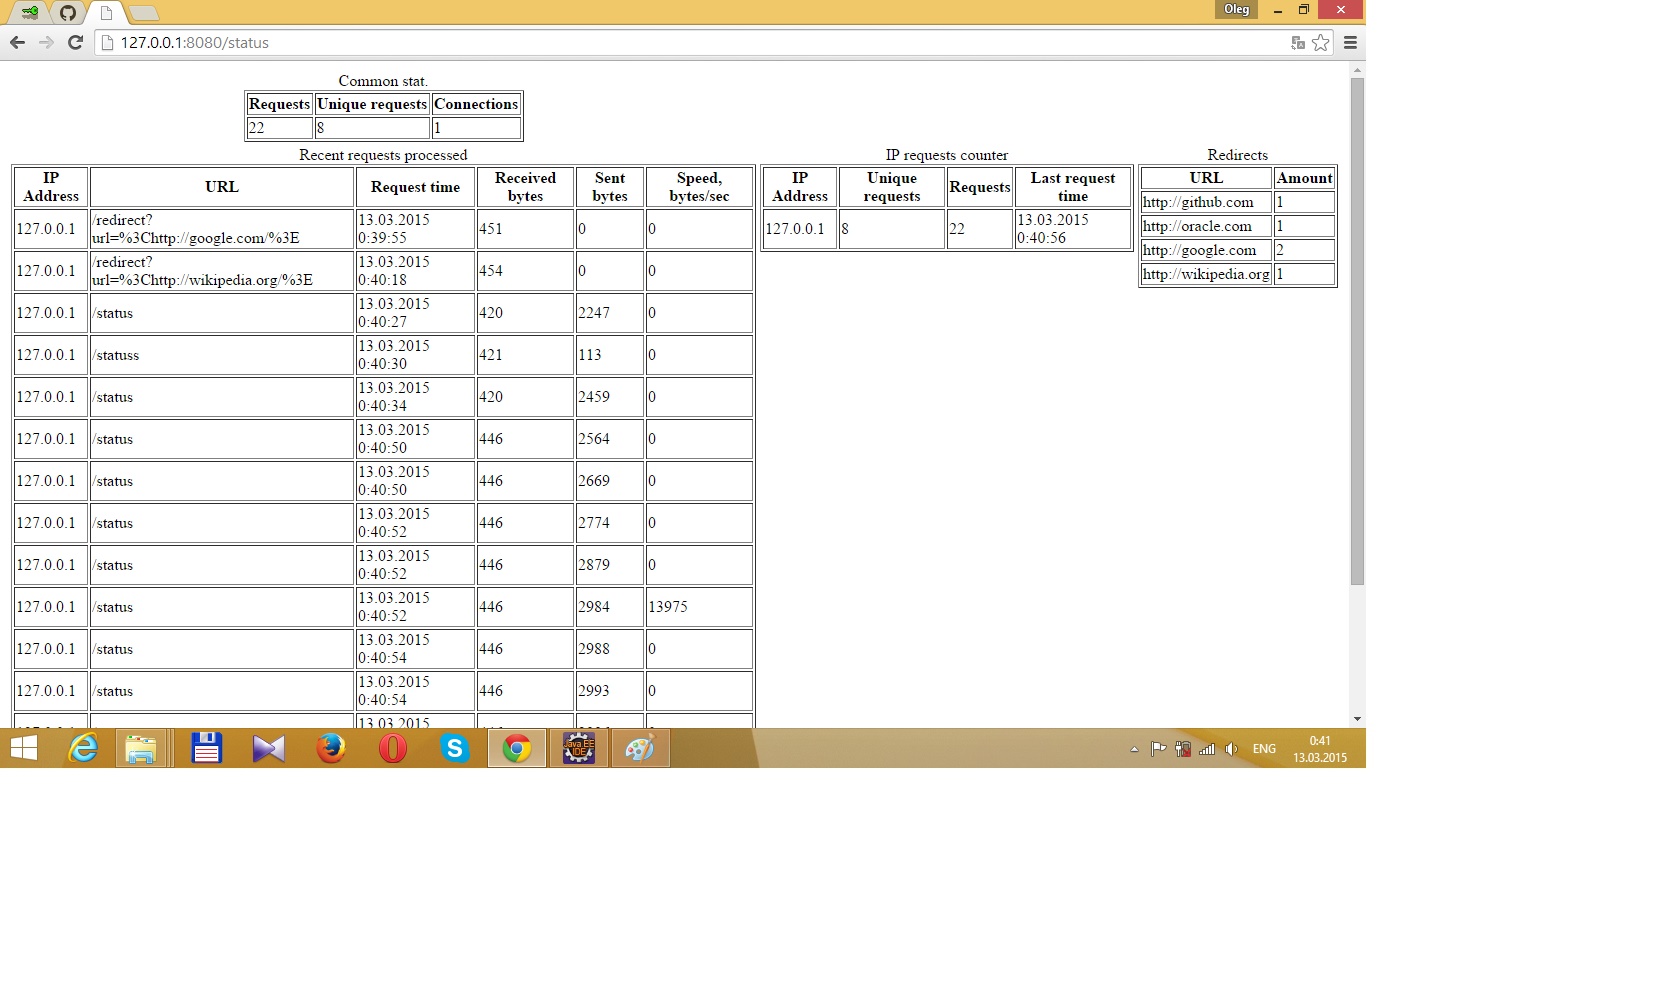 Oleg
127.0.0.1:8080/status
Common stat.
Requests Unique requests Connections
22 8 1
Recent requests processed
IP Address URL Request time Received bytes Sent bytes Speed, bytes/sec
127.0.0.1 /redirect?url=%3Chttp://google.com/%3E 13.03.2015 0:39:55 451 0 0
127.0.0.1 /redirect?url=%3Chttp://wikipedia.org/%3E 13.03.2015 0:40:18 454 0 0
127.0.0.1 /status 13.03.2015 0:40:27 420 2247 0
127.0.0.1 /statuss 13.03.2015 0:40:30 421 113 0
127.0.0.1 /status 13.03.2015 0:40:34 420 2459 0
127.0.0.1 /status 13.03.2015 0:40:50 446 2564 0
127.0.0.1 /status 13.03.2015 0:40:50 446 2669 0
127.0.0.1 /status 13.03.2015 0:40:52 446 2774 0
127.0.0.1 /status 13.03.2015 0:40:52 446 2879 0
127.0.0.1 /status 13.03.2015 0:40:52 446 2984 13975
127.0.0.1 /status 13.03.2015 0:40:54 446 2988 0
127.0.0.1 /status 13.03.2015 0:40:54 446 2993 0
13.03.2015
IP requests counter
IP Address Unique requests Requests Last request time
127.0.0.1 8 22 13.03.2015 0:40:56
Redirects
URL Amount
http://github.com 1
http://oracle.com 1
http://google.com 2
http://wikipedia.org 1
Java EE
IDE
ENG
0:41
13.03.2015